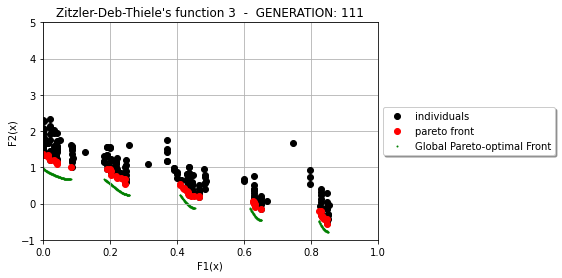 Zitzler-Deb-Thiele's function 3 - GENERATION: 111
5
4
3
2
1
0
−1
F2(x)
0.0 0.2 0.4 0.6 0.8 1.0
F1(x)
individuals
pareto front
Global Pareto-optimal Front